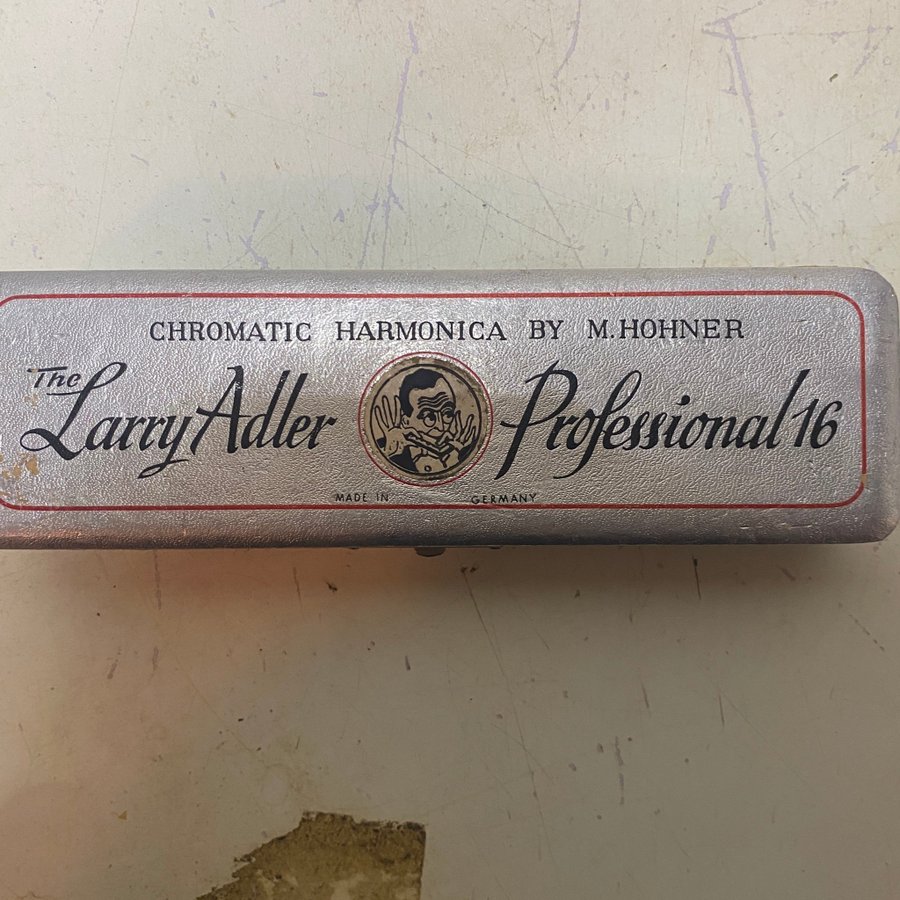 CHROMATIC HARMONICA BY M. HOHNER
The Larry Adler Professional 16
MADE IN GERMANY